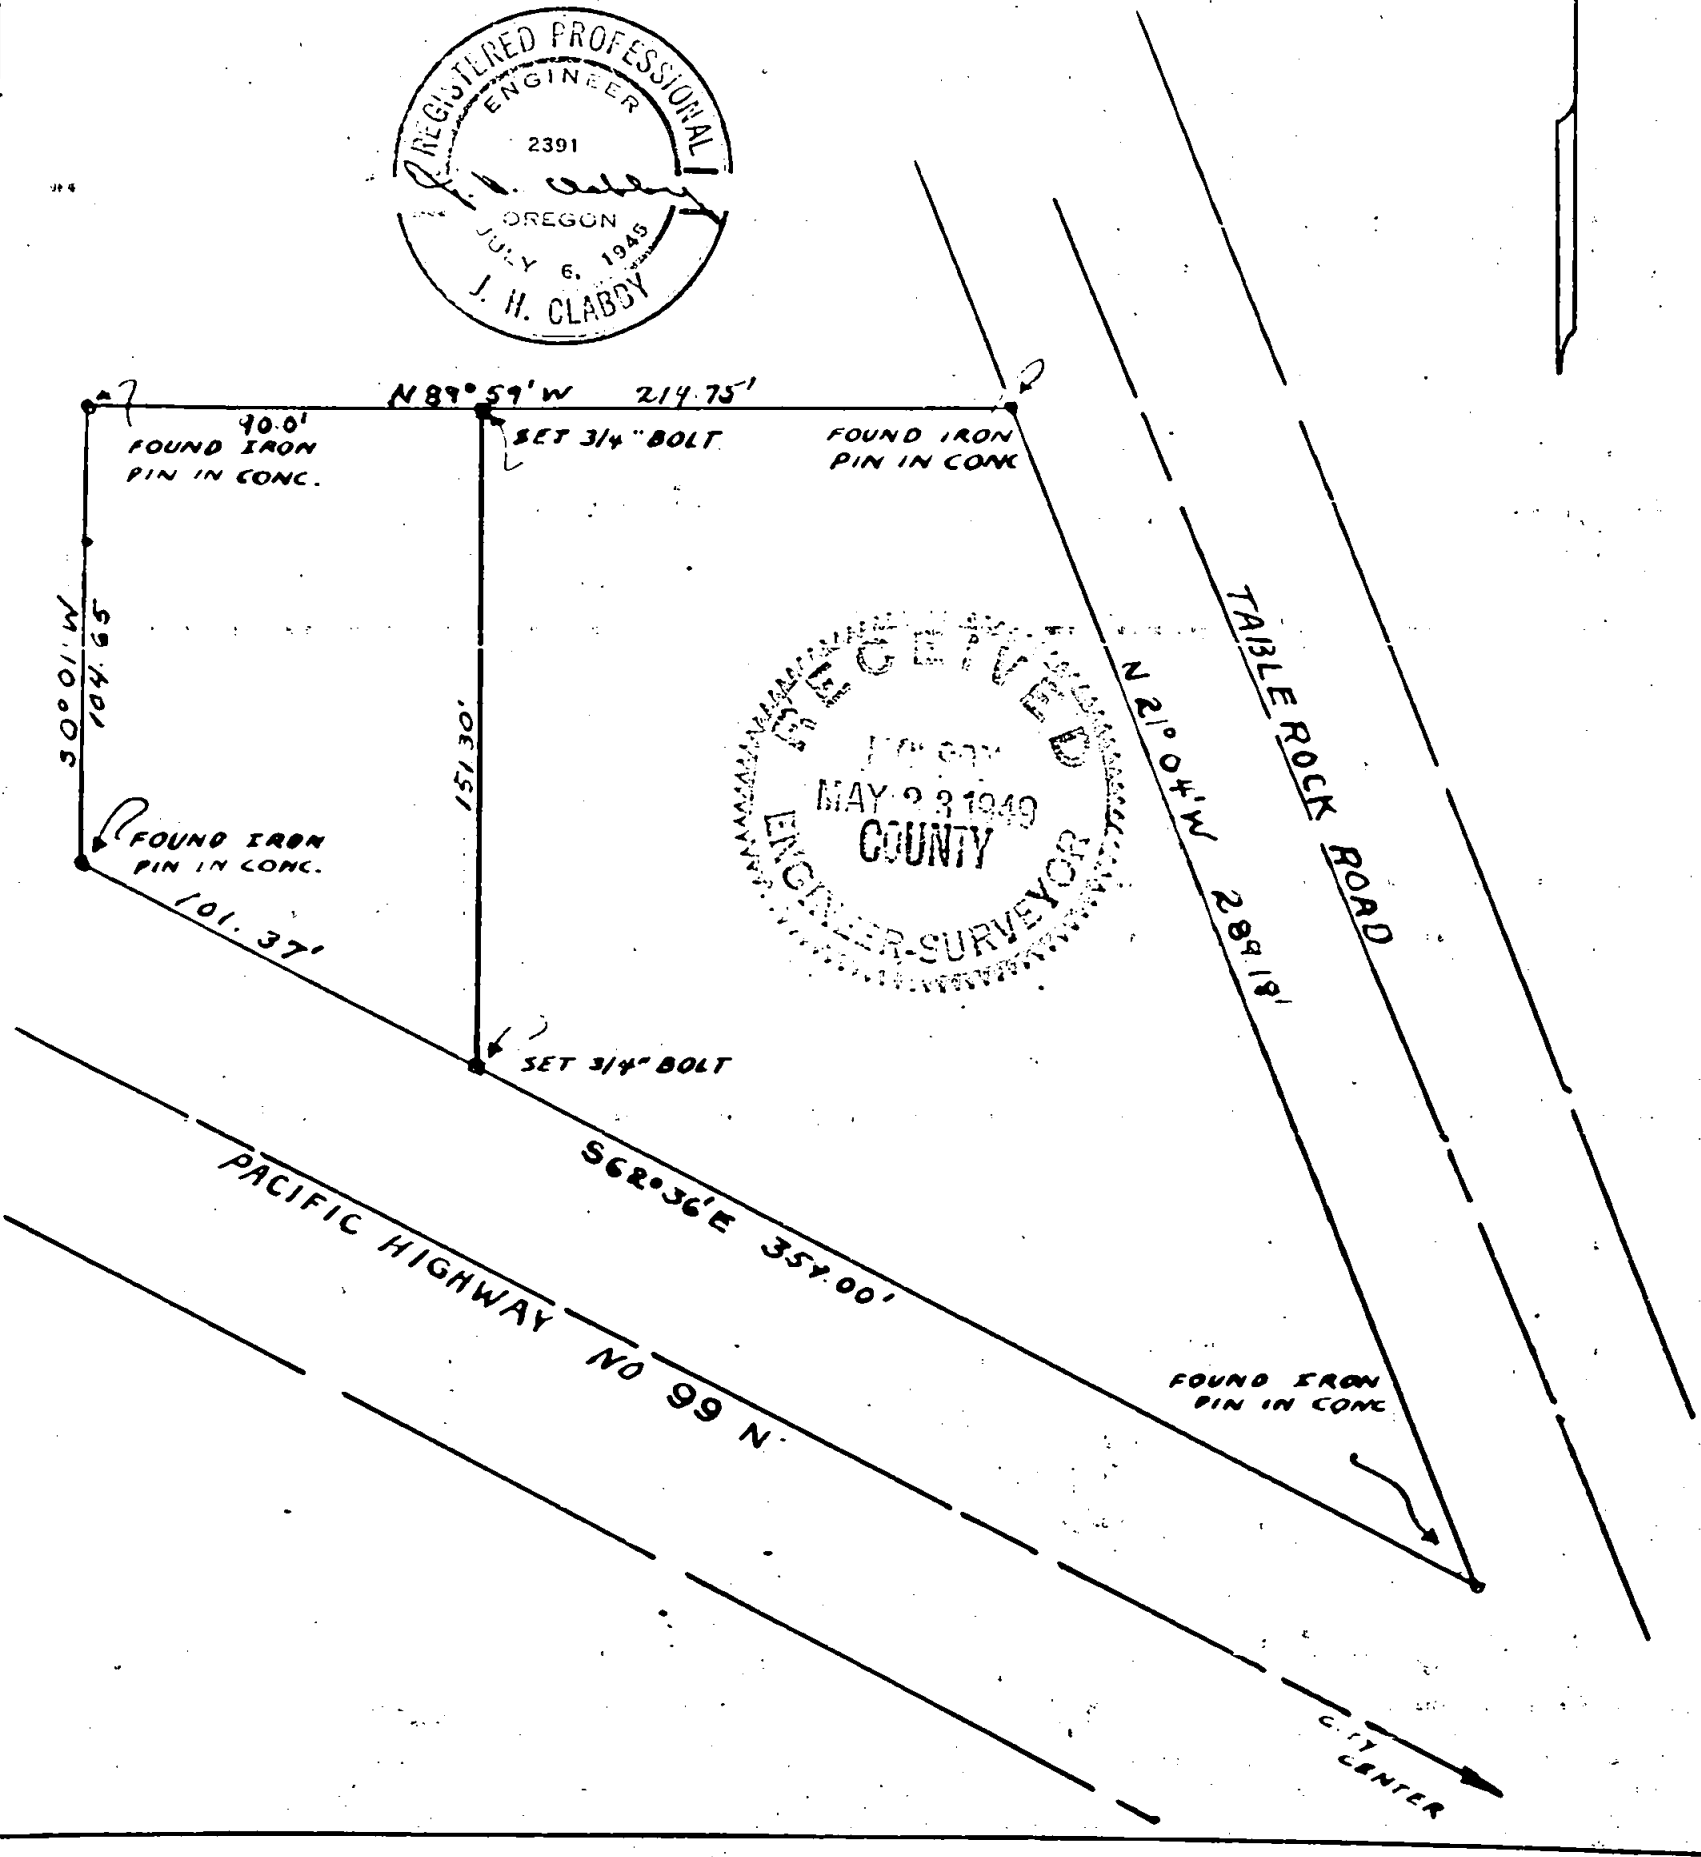 REGISTERED PROFESSIONAL
ENGINEER
2391
J. H. Clabby
OREGON
JULY 6, 1945
J. H. CLABBY
N 89° 59' W 214.75'
90.0'
FOUND IRON
PIN IN CONC.
SET 3/4" BOLT
FOUND IRON
PIN IN CONC
S 0° 01' W
104.65
151.30'
FOUND IRON
PIN IN CONC.
101.37'
RECEIVED
MAY 23 1949
COUNTY
ENGINEER-SURVEYOR
N 21° 04' W 289.18'
TABLE ROCK ROAD
SET 3/4" BOLT
S 62° 36' E 354.00'
PACIFIC HIGHWAY NO 99 N.
FOUND IRON
PIN IN CONC
CITY
CENTER